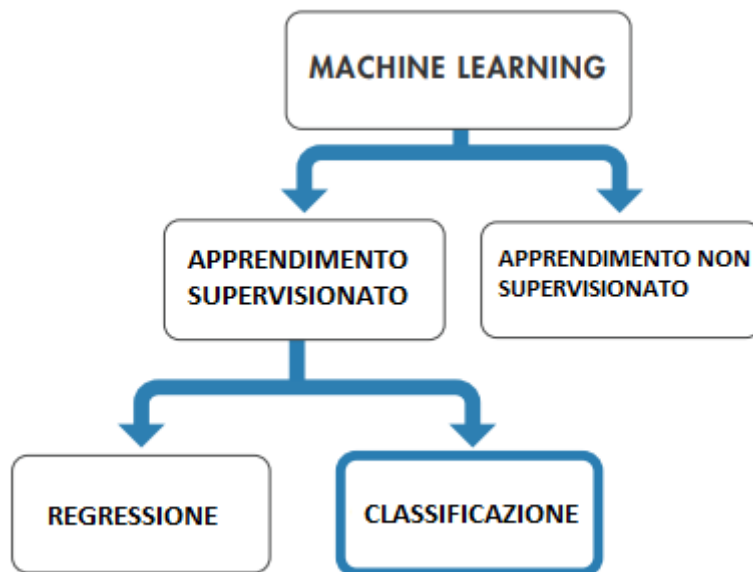 MACHINE LEARNING
APPRENDIMENTO
SUPERVISIONATO
APPRENDIMENTO NON
SUPERVISIONATO
REGRESSIONE
CLASSIFICAZIONE